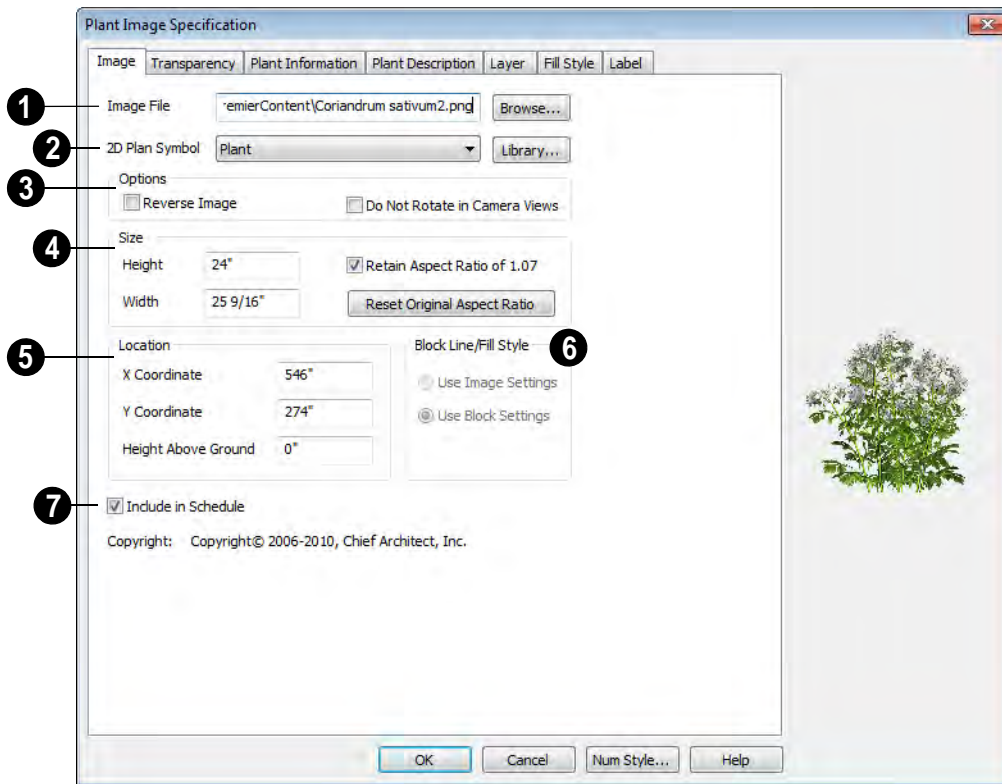 Plant Image Specification
Image Transparency Plant Information Plant Description Layer Fill Style Label
1 Image File remierContent\Coriandrum sativum2.png Browse...
2 2D Plan Symbol Plant Library...
3 Options
Reverse Image Do Not Rotate in Camera Views
4 Size
Height 24" Retain Aspect Ratio of 1.07
Width 25 9/16" Reset Original Aspect Ratio
5 Location Block Line/Fill Style 6
X Coordinate 546" Use Image Settings
Y Coordinate 274" Use Block Settings
Height Above Ground 0"
7 Include in Schedule
Copyright: Copyright© 2006-2010, Chief Architect, Inc.
OK Cancel Num Style... Help